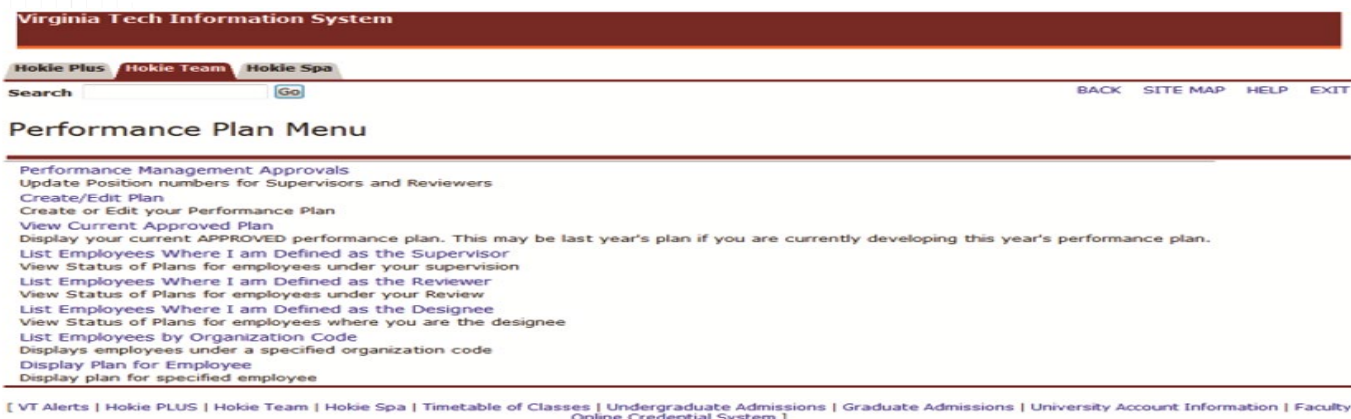 Virginia Tech Information System
Hokie Plus Hokie Team Hokie Spa
Search Go BACK SITE MAP HELP EXIT
Performance Plan Menu
Performance Management Approvals
Update Position numbers for Supervisors and Reviewers
Create/Edit Plan
Create or Edit your Performance Plan
View Current Approved Plan
Display your current APPROVED performance plan. This may be last year's plan if you are currently developing this year's performance plan.
List Employees Where I am Defined as the Supervisor
View Status of Plans for employees under your supervision
List Employees Where I am Defined as the Reviewer
View Status of Plans for employees under your Review
List Employees Where I am Defined as the Designee
View Status of Plans for employees where you are the designee
List Employees by Organization Code
Displays employees under a specified organization code
Display Plan for Employee
Display plan for specified employee
[ VT Alerts | Hokie PLUS | Hokie Team | Hokie Spa | Timetable of Classes | Undergraduate Admissions | Graduate Admissions | University Account Information | Faculty
Online Credential System ]